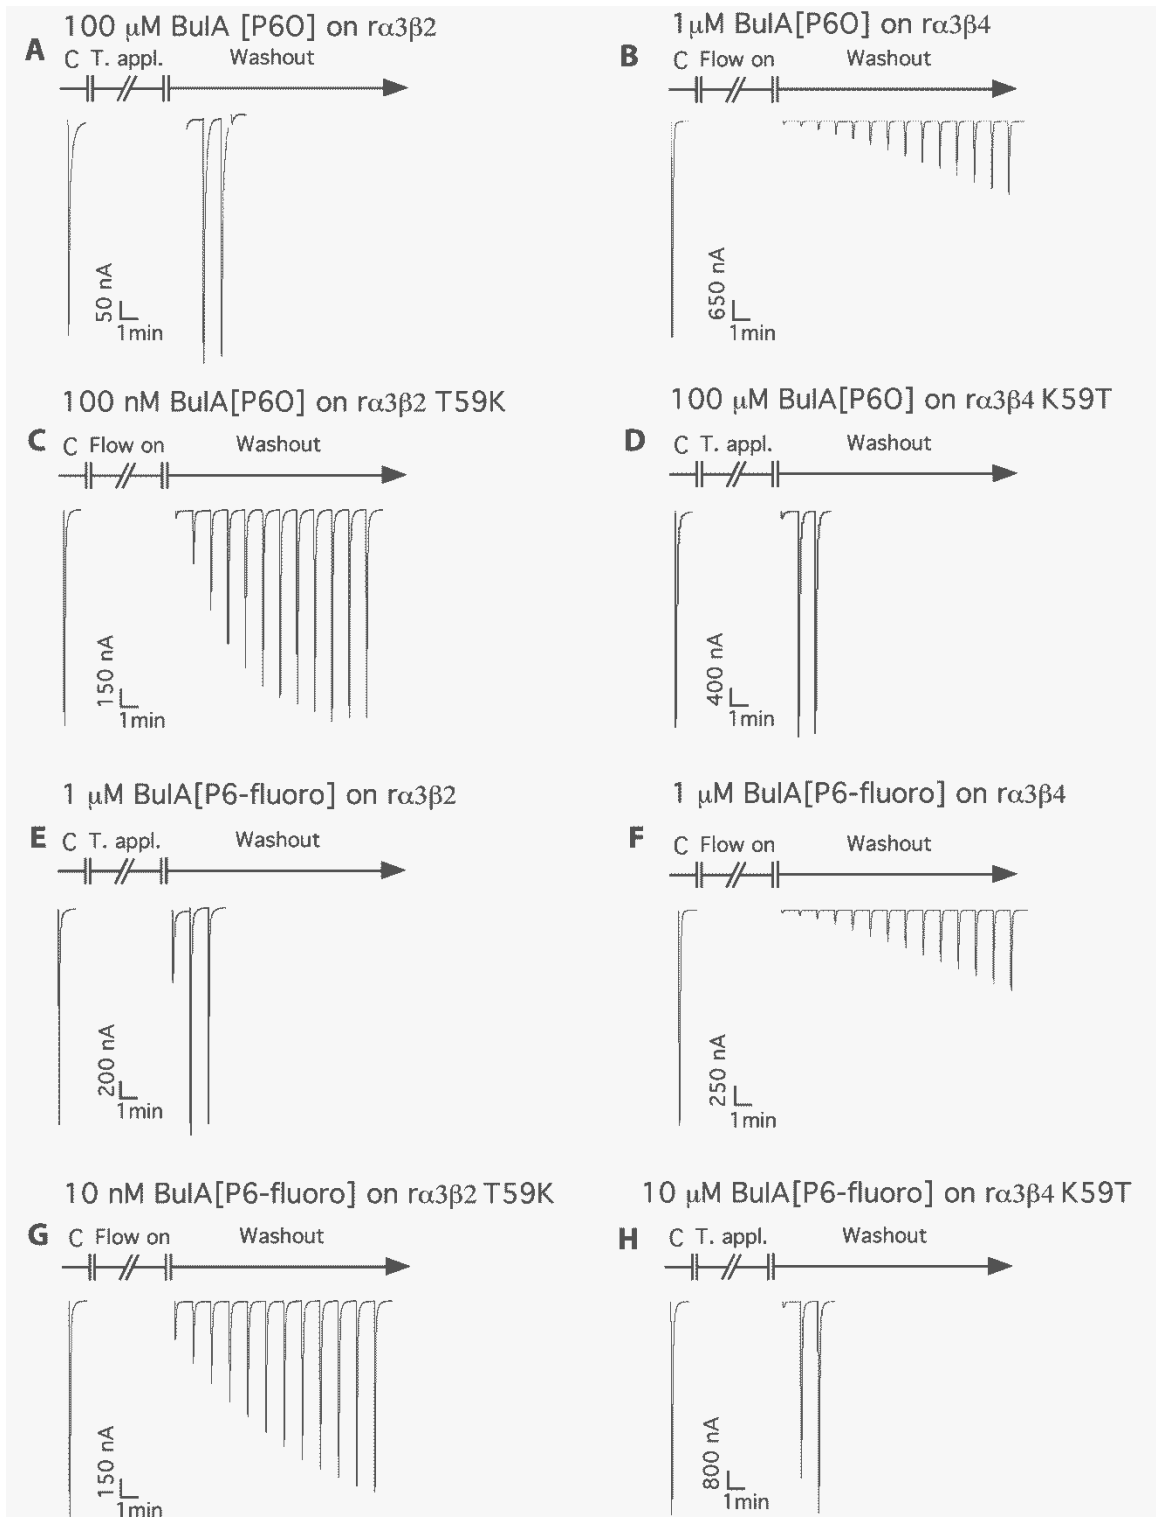 100 μM BuIA [P6O] on rα3β2
A
C T. appl. Washout
50 nA
1min
1μM BuIA[P6O] on rα3β4
B
C Flow on Washout
650 nA
1min
100 nM BuIA[P6O] on rα3β2 T59K
C
C Flow on Washout
150 nA
1min
100 μM BuIA[P6O] on rα3β4 K59T
D
C T. appl. Washout
400 nA
1min
1 μM BuIA[P6-fluoro] on rα3β2
E
C T. appl. Washout
200 nA
1min
1 μM BuIA[P6-fluoro] on rα3β4
F
C Flow on Washout
250 nA
1min
10 nM BuIA[P6-fluoro] on rα3β2 T59K
G
C Flow on Washout
150 nA
1min
10 μM BuIA[P6-fluoro] on rα3β4 K59T
H
C T. appl. Washout
800 nA
1min